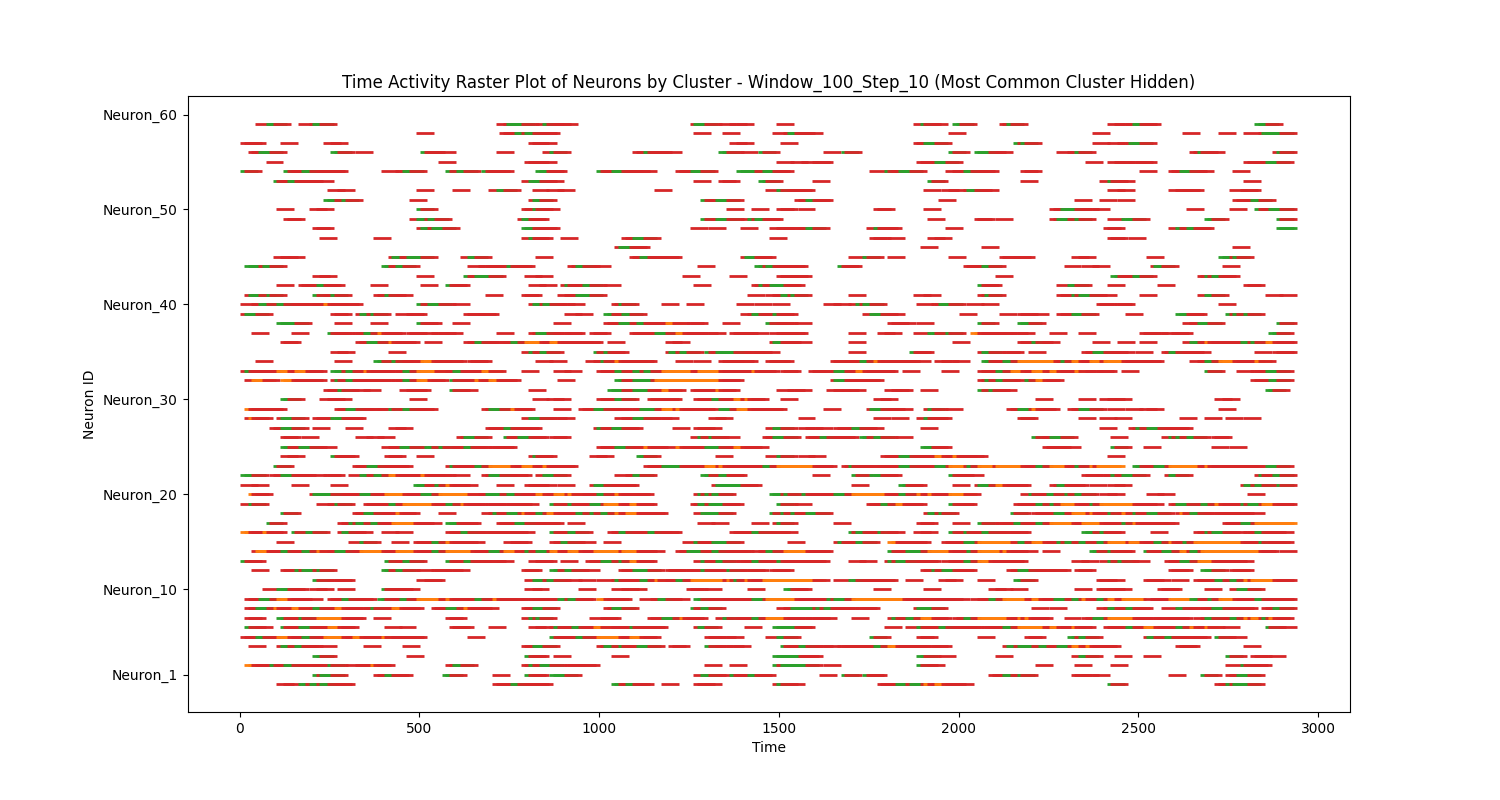 Time Activity Raster Plot of Neurons by Cluster - Window_100_Step_10 (Most Common Cluster Hidden)
Neuron_60
Neuron_50
Neuron_40
Neuron_30
Neuron_20
Neuron_10
Neuron_1
Neuron ID
0 500 1000 1500 2000 2500 3000
Time